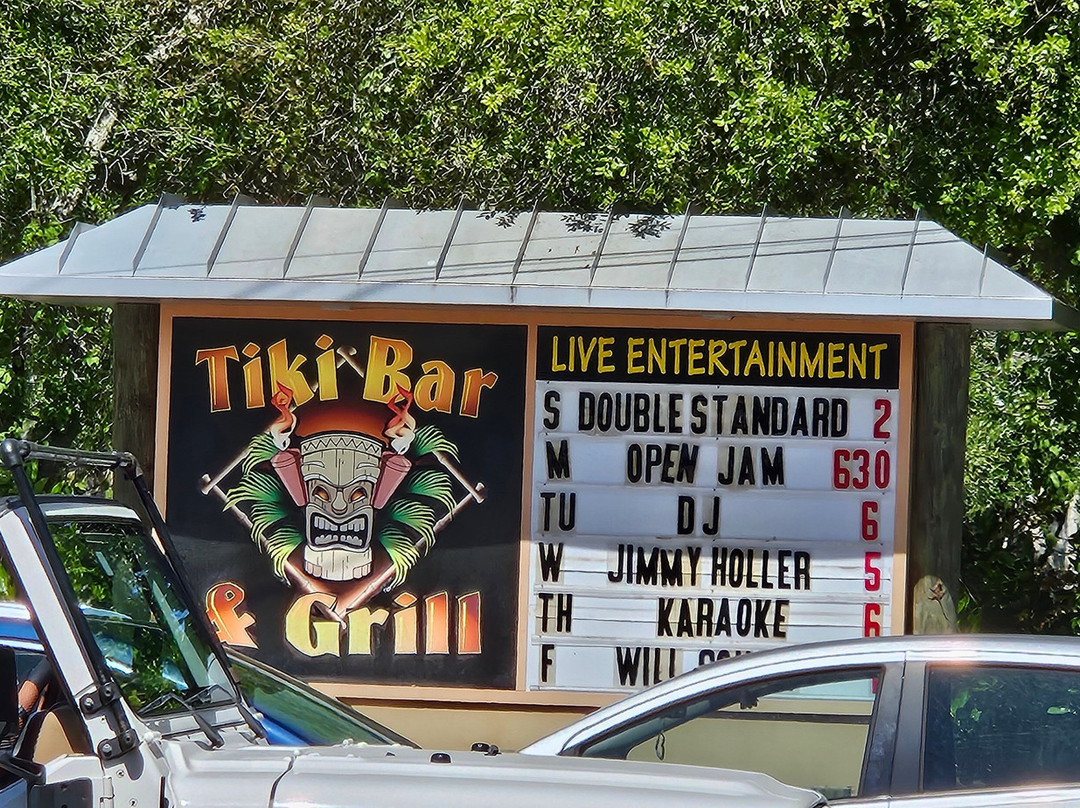 Tiki Bar
& Grill
LIVE ENTERTAINMENT
S DOUBLE STANDARD 2
M OPEN JAM 630
TU DJ 6
W JIMMY HOLLER 5
TH KARAOKE 6
F WILL